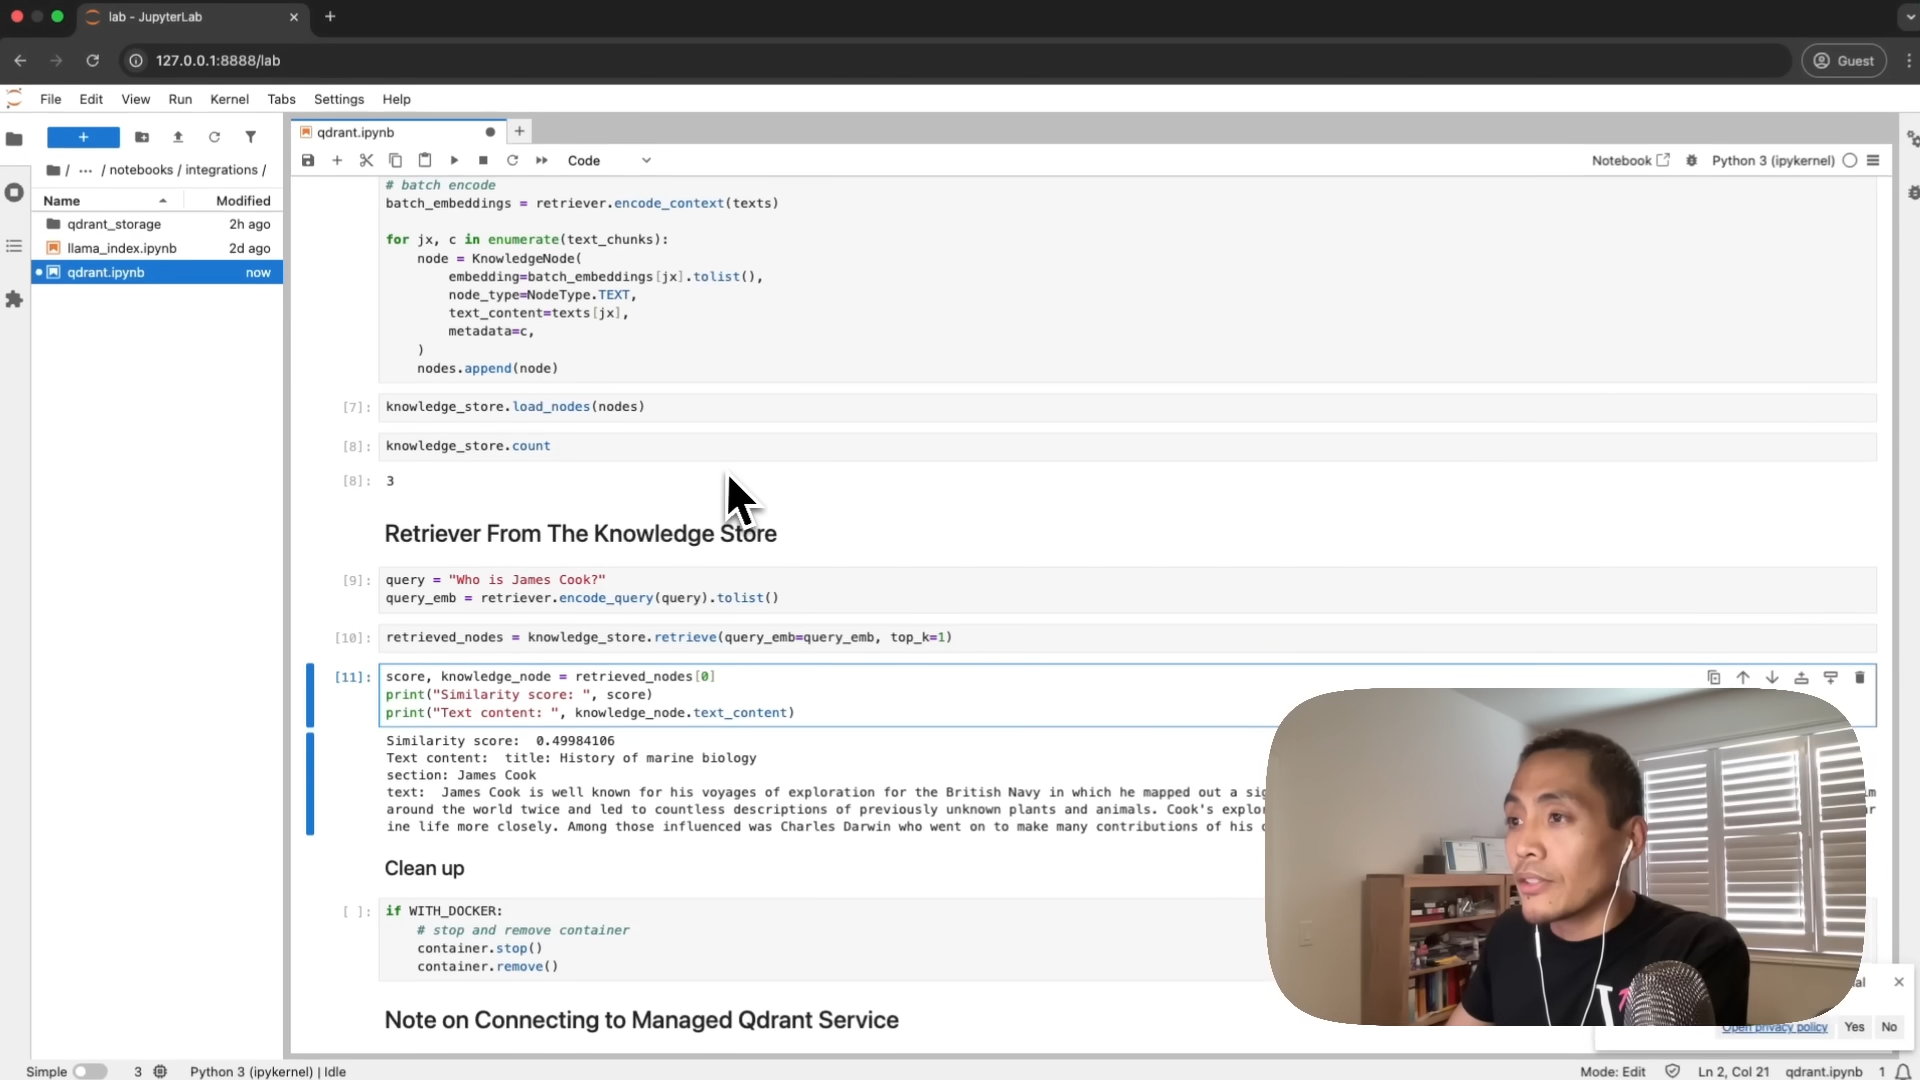 lab - JupyterLab
127.0.0.1:8888/lab
Guest
File Edit View Run Kernel Tabs Settings Help
qdrant.ipynb
/ ... / notebooks / integrations /
Code
Notebook
Python 3 (ipykernel)
Name Modified
qdrant_storage 2h ago
llama_index.ipynb 2d ago
qdrant.ipynb now
# batch encode
batch_embeddings = retriever.encode_context(texts)
for jx, c in enumerate(text_chunks):
node = KnowledgeNode(
embedding=batch_embeddings[jx].tolist(),
node_type=NodeType.TEXT,
text_content=texts[jx],
metadata=c,
)
nodes.append(node)
[7]: knowledge_store.load_nodes(nodes)
[8]: knowledge_store.count
[8]: 3
Retriever From The Knowledge Store
[9]: query = "Who is James Cook?"
query_emb = retriever.encode_query(query).tolist()
[10]: retrieved_nodes = knowledge_store.retrieve(query_emb=query_emb, top_k=1)
[11]: score, knowledge_node = retrieved_nodes[0]
print("Similarity score: ", score)
print("Text content: ", knowledge_node.text_content)
Similarity score:  0.49984106
Text content:  title: History of marine biology
section: James Cook
text:  James Cook is well known for his voyages of exploration for the British Navy in which he mapped out a
around the world twice and led to countless descriptions of previously unknown plants and animals. Cook's
ine life more closely. Among those influenced was Charles Darwin who went on to make many contributions of his
Clean up
[ ]: if WITH_DOCKER:
# stop and remove container
container.stop()
container.remove()
Note on Connecting to Managed Qdrant Service
Open privacy policy Yes No
Simple 3 Python 3 (ipykernel) | Idle
Mode: Edit Ln 2, Col 21 qdrant.ipynb 1